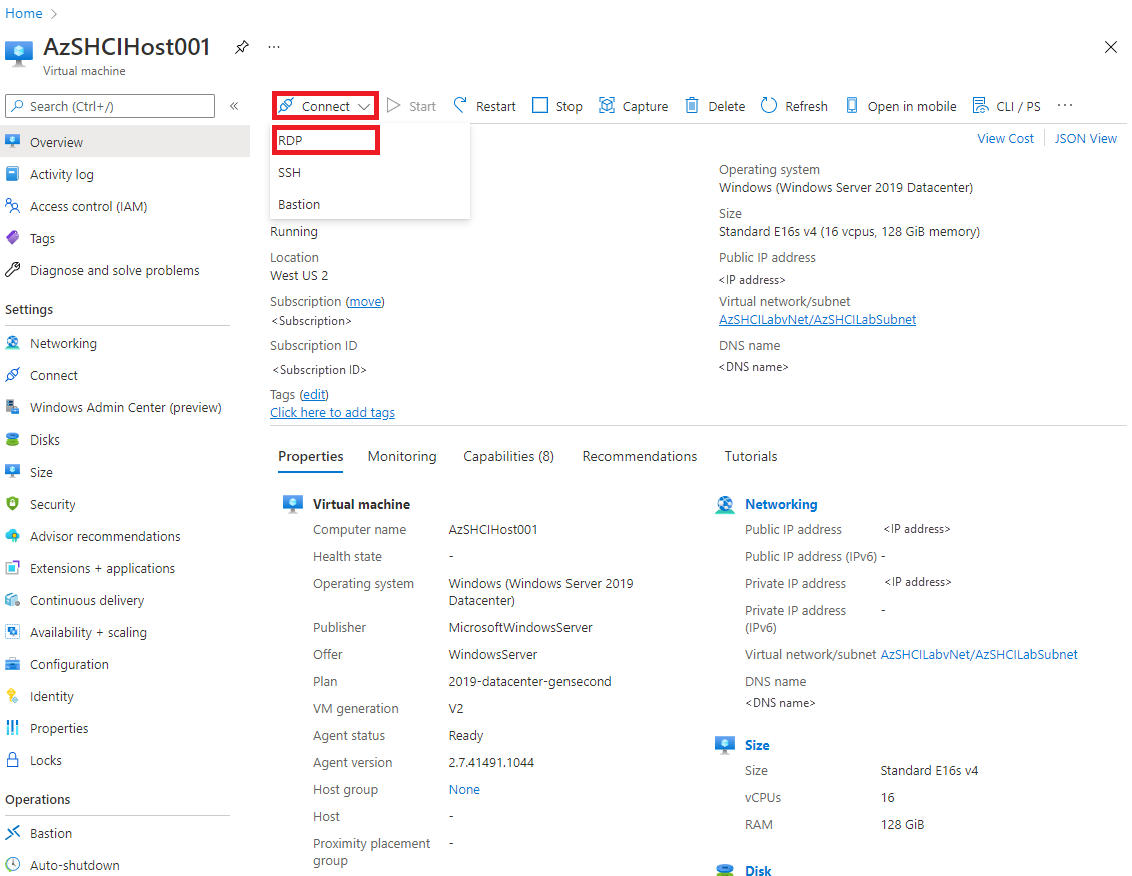 Home
AzSHCIHost001
Virtual machine
Search (Ctrl+/)
«
Connect
Start
Restart
Stop
Capture
Delete
Refresh
Open in mobile
CLI / PS
RDP
SSH
Bastion
View Cost
JSON View
Overview
Activity log
Access control (IAM)
Tags
Diagnose and solve problems
Settings
Networking
Connect
Windows Admin Center (preview)
Disks
Size
Security
Advisor recommendations
Extensions + applications
Continuous delivery
Availability + scaling
Configuration
Identity
Properties
Locks
Operations
Bastion
Auto-shutdown
Running
Location
West US 2
Subscription (move)
<Subscription>
Subscription ID
<Subscription ID>
Tags (edit)
Click here to add tags
Operating system
Windows (Windows Server 2019 Datacenter)
Size
Standard E16s v4 (16 vcpus, 128 GiB memory)
Public IP address
<IP address>
Virtual network/subnet
AzSHCILabvNet/AzSHCILabSubnet
DNS name
<DNS name>
Properties
Monitoring
Capabilities (8)
Recommendations
Tutorials
Virtual machine
Computer name AzSHCIHost001
Health state -
Operating system Windows (Windows Server 2019
Datacenter)
Publisher MicrosoftWindowsServer
Offer WindowsServer
Plan 2019-datacenter-gensecond
VM generation V2
Agent status Ready
Agent version 2.7.41491.1044
Host group None
Host -
Proximity placement -
group
Networking
Public IP address <IP address>
Public IP address (IPv6) -
Private IP address <IP address>
Private IP address -
(IPv6)
Virtual network/subnet AzSHCILabvNet/AzSHCILabSubnet
DNS name
<DNS name>
Size
Size Standard E16s v4
vCPUs 16
RAM 128 GiB
Disk